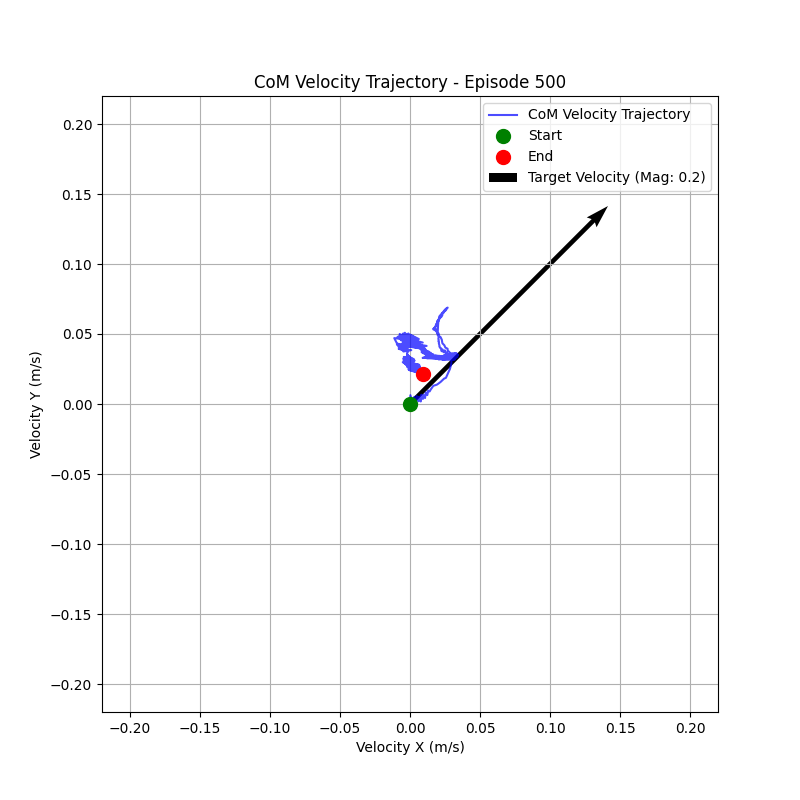 CoM Velocity Trajectory - Episode 500
CoM Velocity Trajectory
Start
End
Target Velocity (Mag: 0.2)
Velocity Y (m/s)
0.20
0.15
0.10
0.05
0.00
−0.05
−0.10
−0.15
−0.20
−0.20 −0.15 −0.10 −0.05 0.00 0.05 0.10 0.15 0.20
Velocity X (m/s)